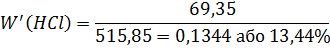 W′(HCl) = 69,35
515,85 = 0,1344 або 13,44%